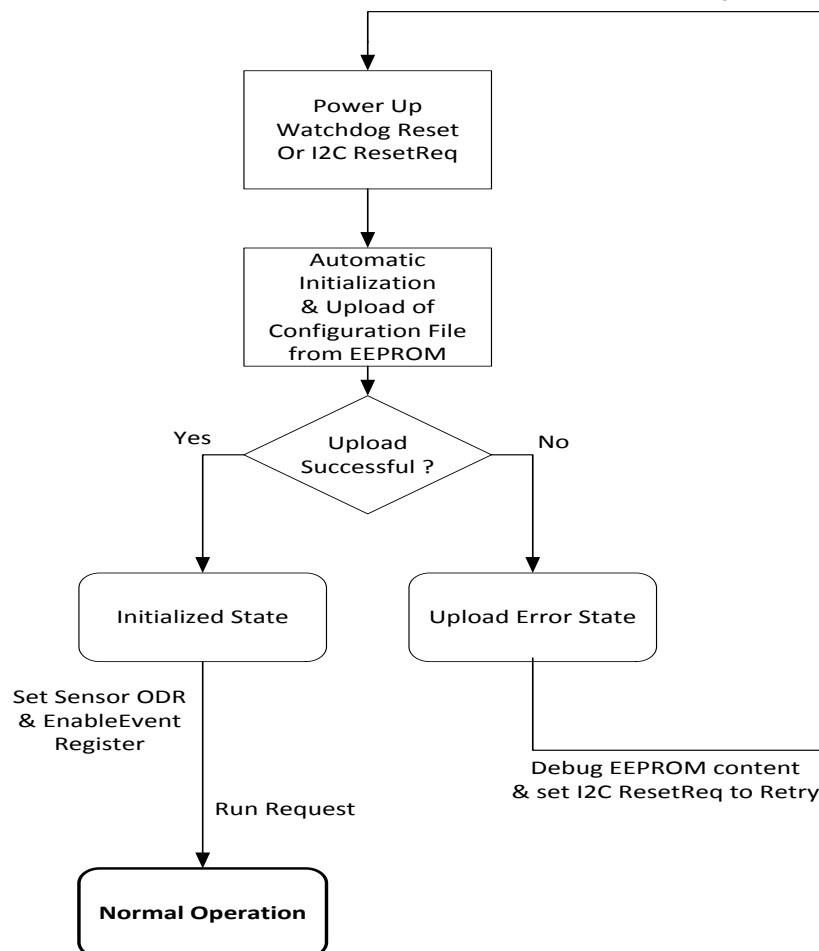 Power Up
Watchdog Reset
Or I2C ResetReq
Automatic
Initialization
& Upload of
Configuration File
from EEPROM
Yes
Upload
Successful ?
No
Initialized State
Upload Error State
Set Sensor ODR
& EnableEvent
Register
Debug EEPROM content
& set I2C ResetReq to Retry
Run Request
Normal Operation